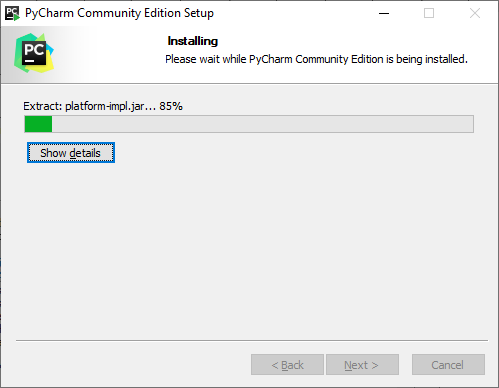 PC PyCharm Community Edition Setup
PC
Installing
Please wait while PyCharm Community Edition is being installed.
Extract: platform-impl.jar... 85%
Show details
< Back Next > Cancel